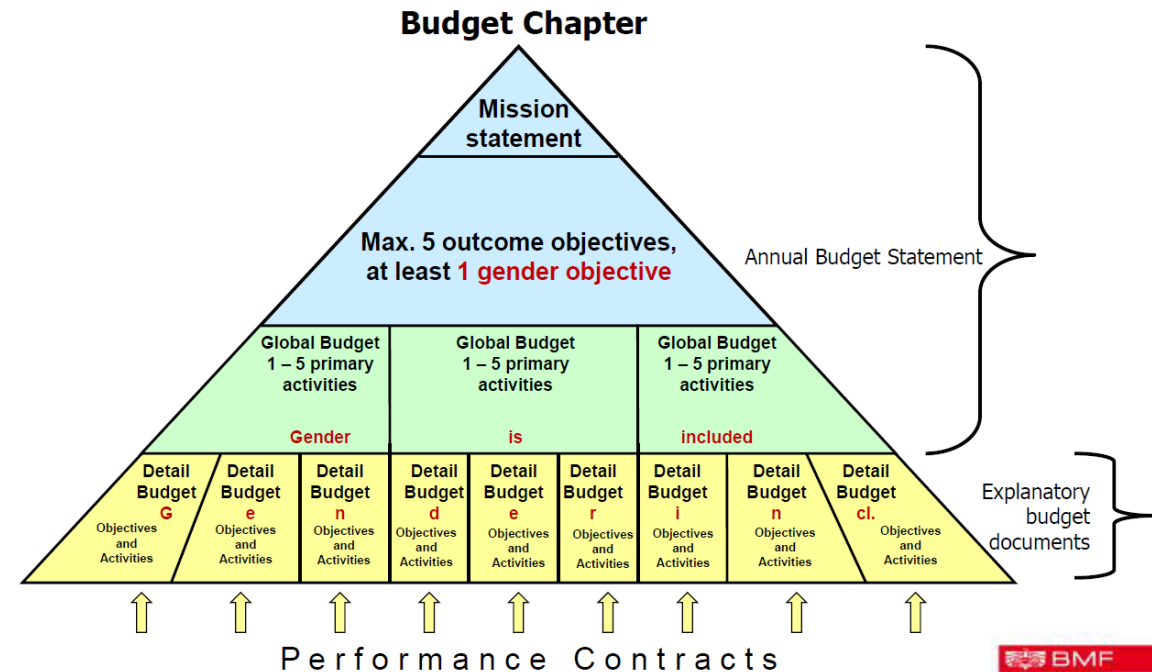 Budget Chapter
Mission
statement
Max. 5 outcome objectives,
at least 1 gender objective
Annual Budget Statement
Global Budget
1 – 5 primary
activities
Gender
Global Budget
1 – 5 primary
activities
is
Global Budget
1 – 5 primary
activities
included
Detail
Budget
G
Objectives
and
Activities
Detail
Budget
e
Objectives
and
Activities
Detail
Budget
n
Objectives
and
Activities
Detail
Budget
d
Objectives
and
Activities
Detail
Budget
e
Objectives
and
Activities
Detail
Budget
r
Objectives
and
Activities
Detail
Budget
i
Objectives
and
Activities
Detail
Budget
n
Objectives
and
Activities
Detail
Budget
cl.
Objectives
and
Activities
Explanatory
budget
documents
Performance Contracts
BMF